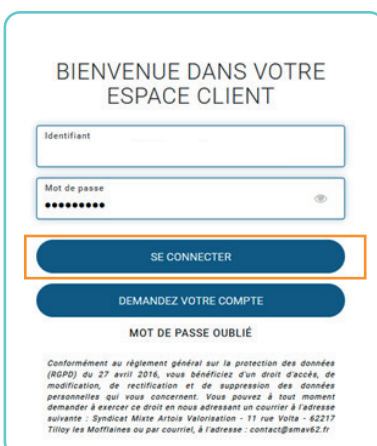 BIENVENUE DANS VOTRE
ESPACE CLIENT
Identifiant
Mot de passe
•••••••••
SE CONNECTER
DEMANDEZ VOTRE COMPTE
MOT DE PASSE OUBLIÉ
Conformément au règlement général sur la protection des données
(RGPD) du 27 avril 2016, vous bénéficiez d'un droit d'accès, de
modification, de rectification et de suppression des données
personnelles qui vous concernent. Vous pouvez à tout moment
demander à exercer ce droit en nous adressant un courrier à l'adresse
suivante : Syndicat Mixte Artois Valorisation - 11 rue Volta - 62217
Tilloy les Mofflaines ou par courriel, à l'adresse : contact@smav62.fr